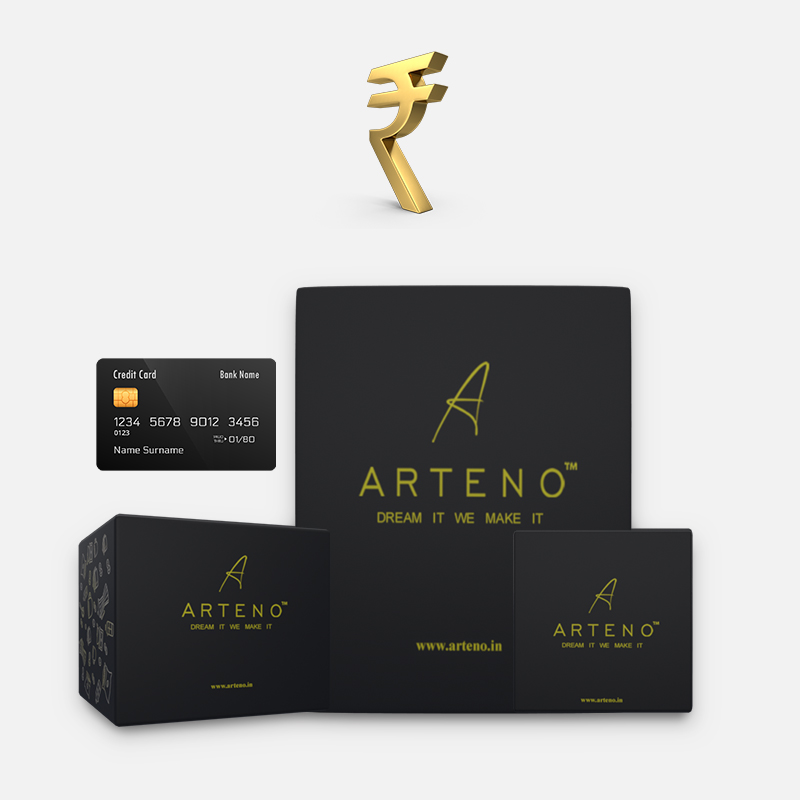 ₹
Credit Card Bank Name
1234 5678 9012 3456
0123
01/80
Name Surname
ARTENO™
DREAM IT WE MAKE IT
www.arteno.in
ARTENO™
DREAM IT WE MAKE IT
www.arteno.in
ARTENO™
DREAM IT WE MAKE IT
www.arteno.in